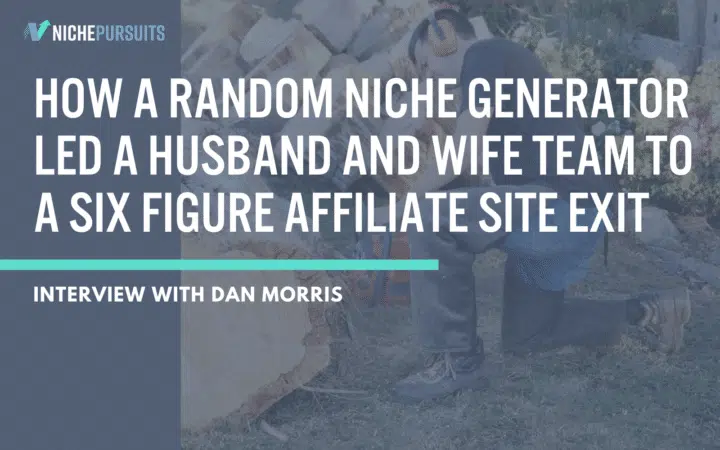 NICHEPURSUITS
HOW A RANDOM NICHE GENERATOR
LED A HUSBAND AND WIFE TEAM TO
A SIX FIGURE AFFILIATE SITE EXIT
INTERVIEW WITH DAN MORRIS